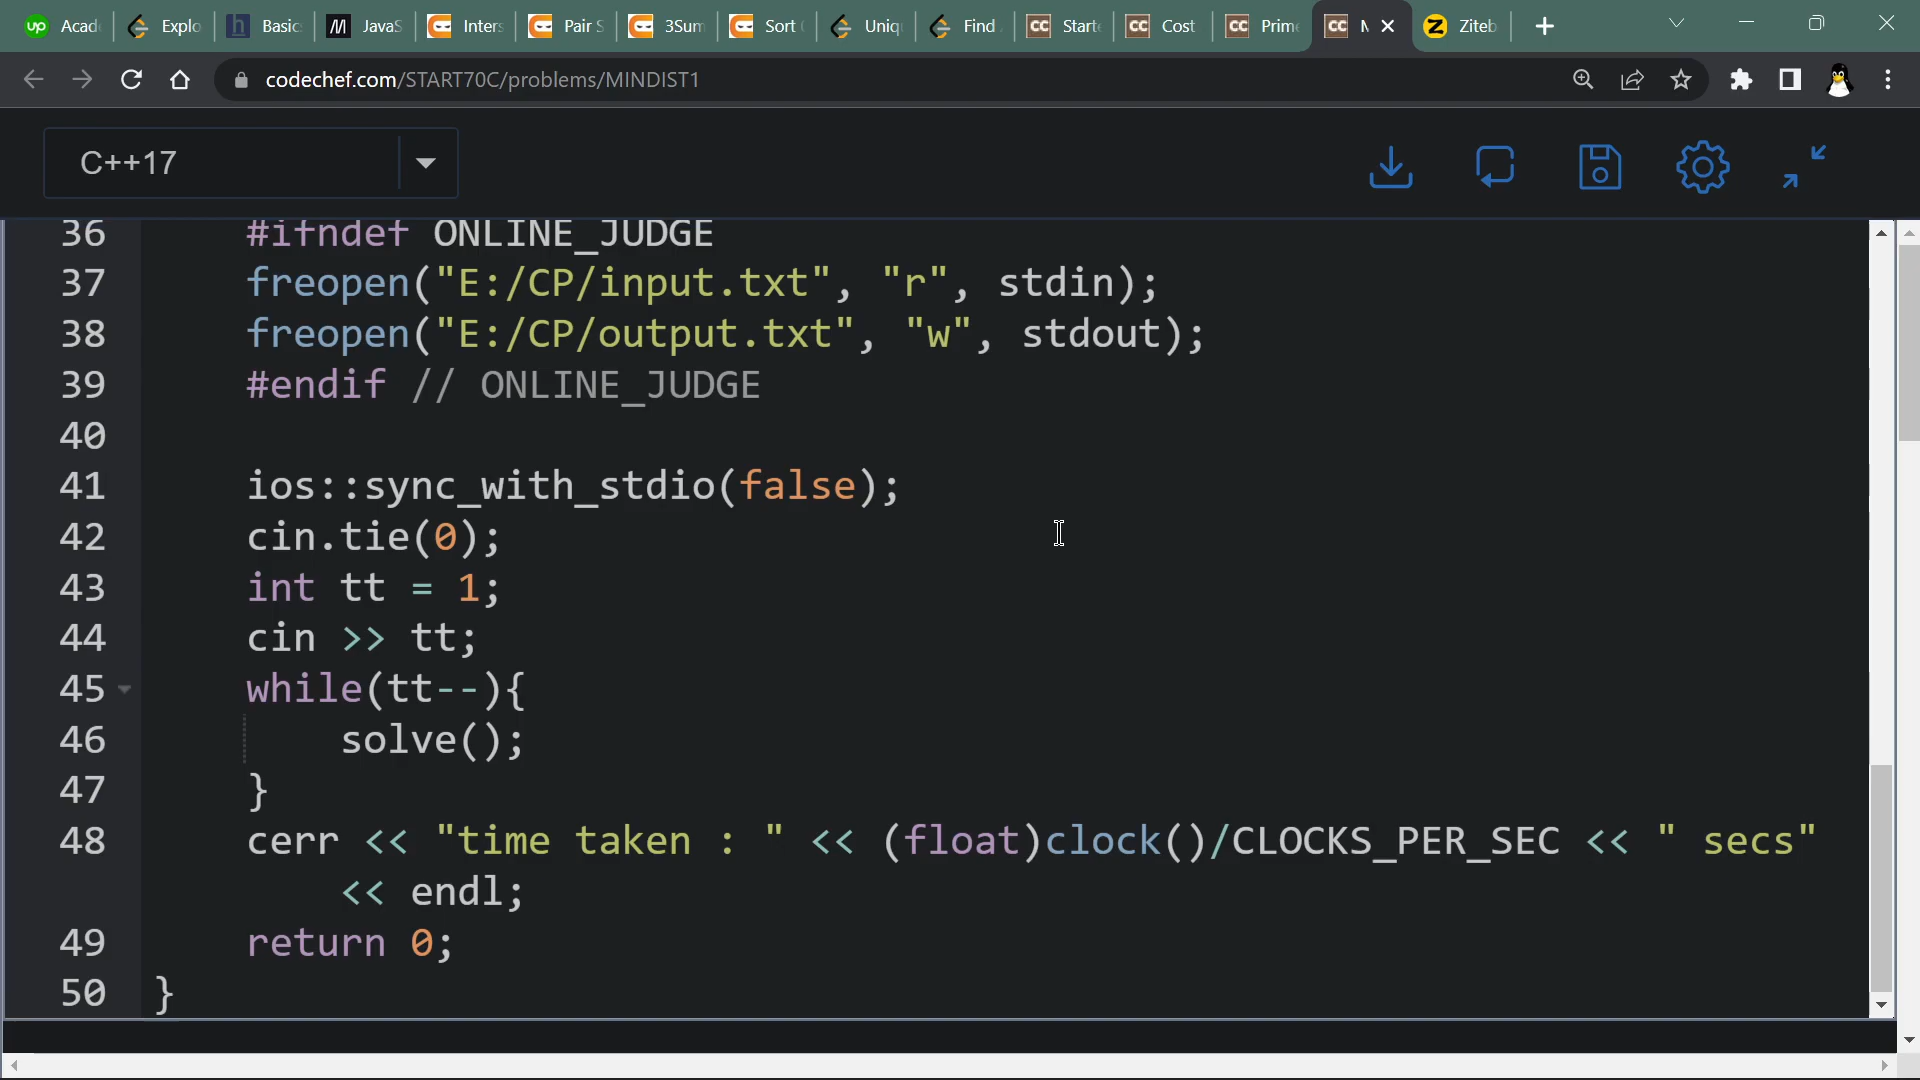 Acad Explo Basic JavaS Inters Pair S 3Sum Sort ( Uniq Find Start Cost Prime Ziteb
codechef.com/START70C/problems/MINDIST1
C++17
36 #ifndef ONLINE_JUDGE
37 freopen("E:/CP/input.txt", "r", stdin);
38 freopen("E:/CP/output.txt", "w", stdout);
39 #endif // ONLINE_JUDGE
40
41 ios::sync_with_stdio(false);
42 cin.tie(0);
43 int tt = 1;
44 cin >> tt;
45 while(tt--){
46 solve();
47 }
48 cerr << "time taken : " << (float)clock()/CLOCKS_PER_SEC << " secs"
<< endl;
49 return 0;
50 }